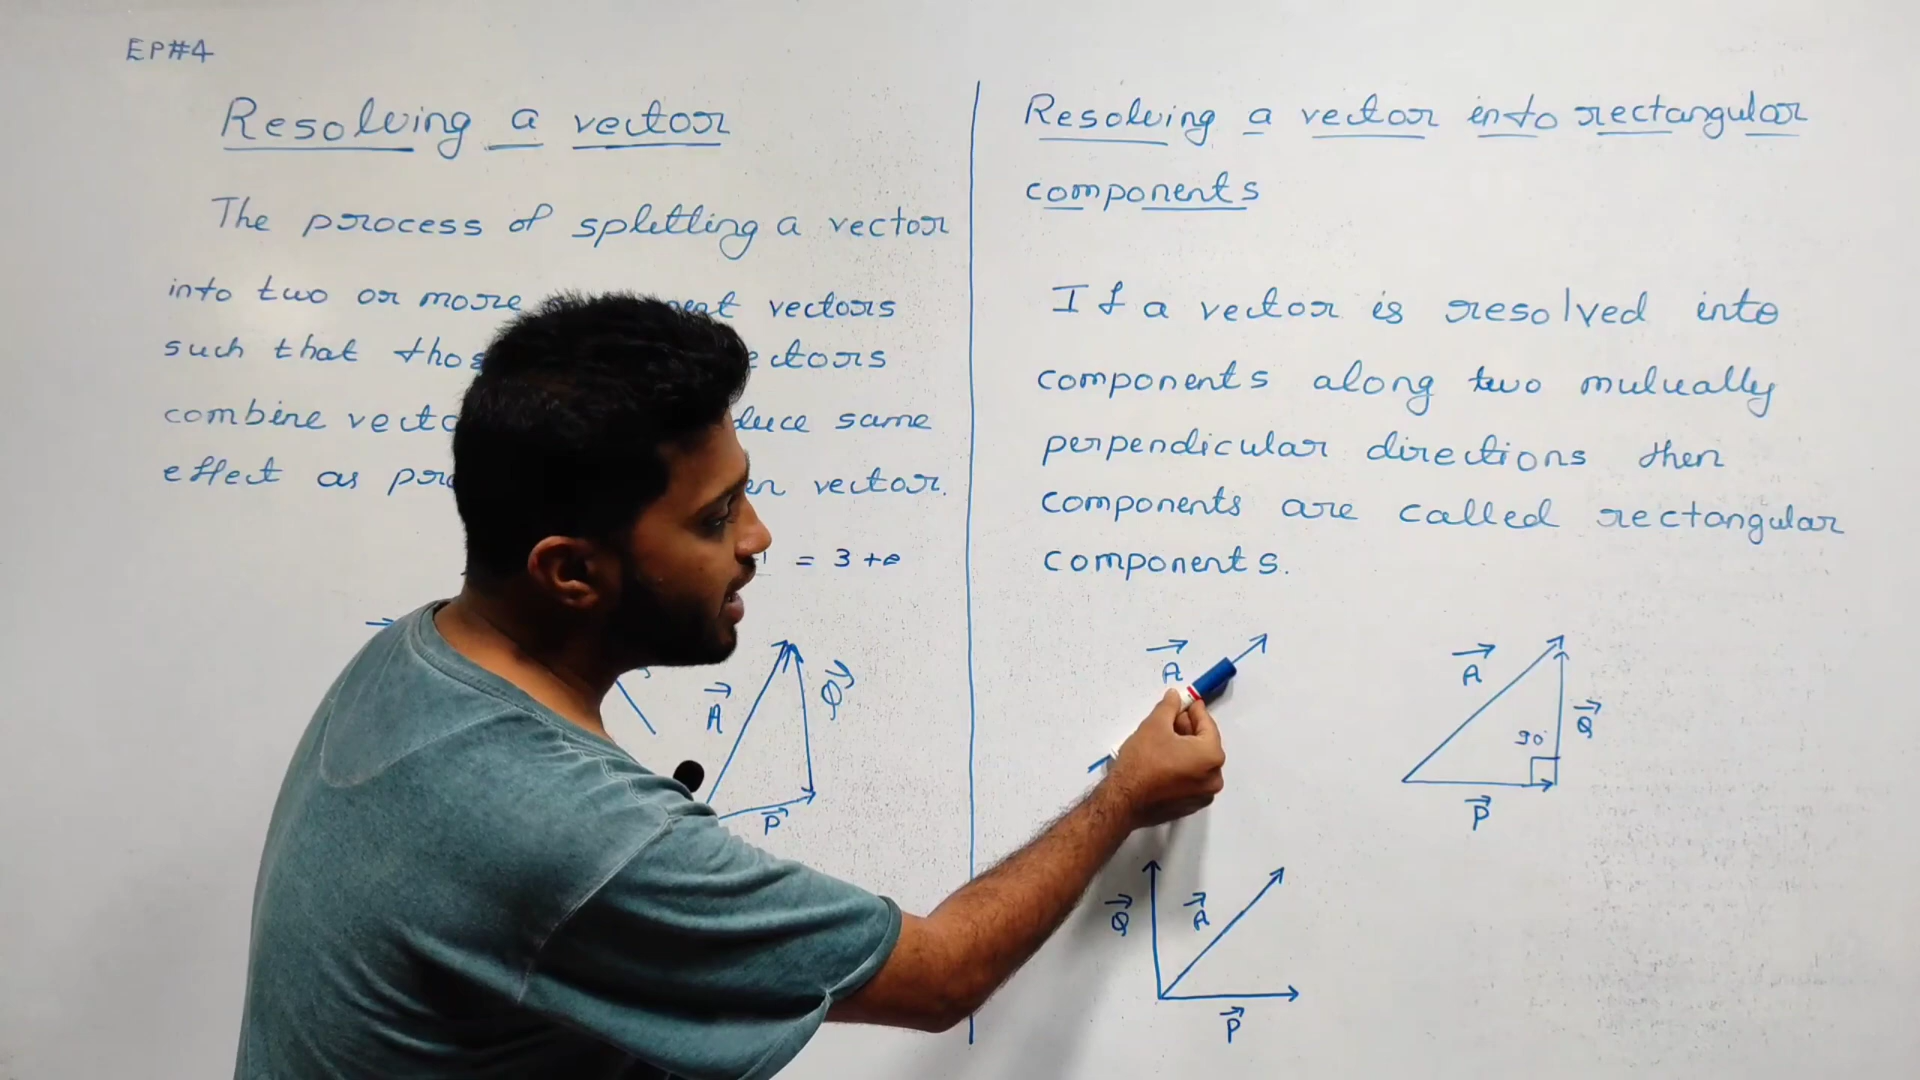 EP#4
Resolving a vector
The process of splitting a vector
into two or more vectors
such that
combine same
effect as vector.
= 3 +
A
Q
P
Resolving a vector into rectangular
components
If a vector is resolved into
components along two mutually
perpendicular directions then
components are called rectangular
components.
A
A
Q
90°
P
Q
A
P